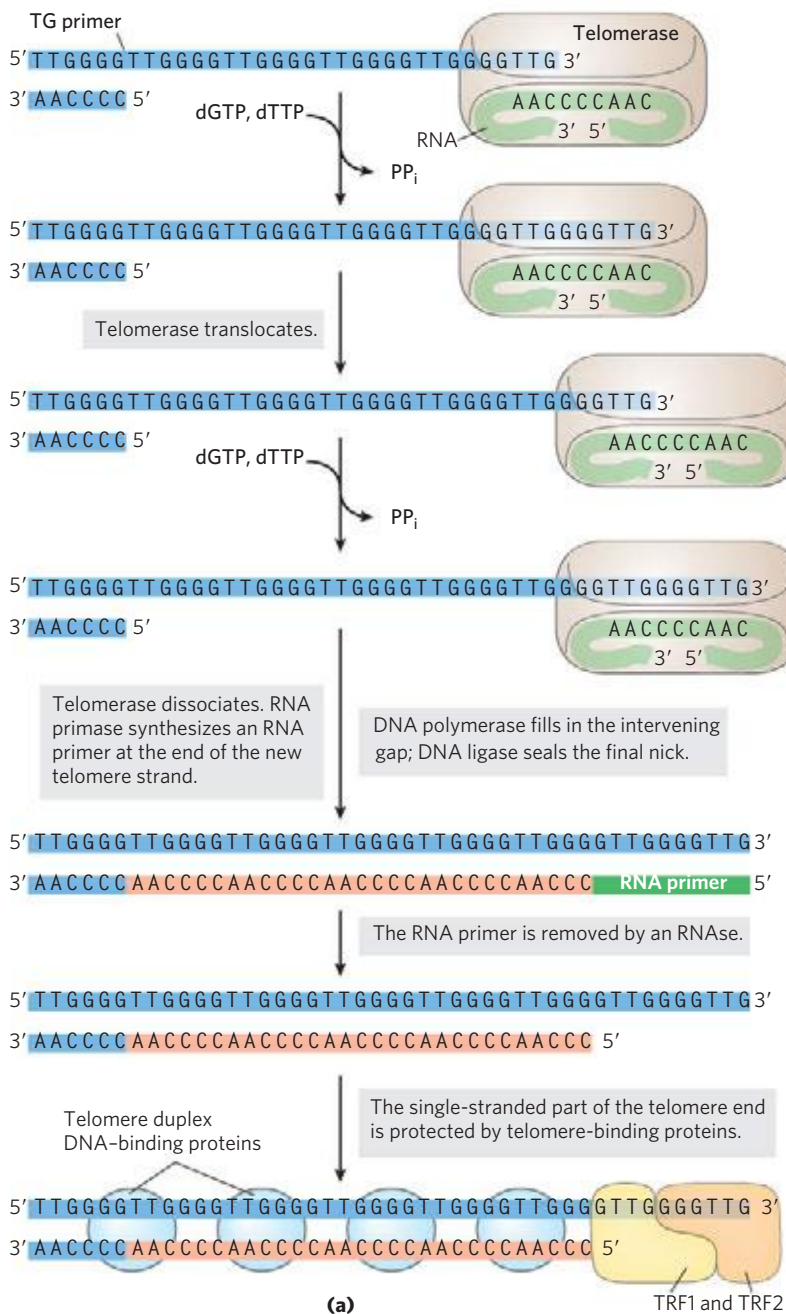 TG primer
Telomerase
5′ TTGGGGTTGGGGTTGGGGTTGGGGTTGGGGTTG 3′
3′ AACCCC 5′
AACCCCAAC
dGTP, dTTP
RNA
3′ 5′
PPi
5′ TTGGGGTTGGGGTTGGGGTTGGGGTTGGGGTTGGGGTTG 3′
3′ AACCCC 5′
AACCCCAAC
3′ 5′
Telomerase translocates.
5′ TTGGGGTTGGGGTTGGGGTTGGGGTTGGGGTTGGGGTTG 3′
3′ AACCCC 5′
AACCCCAAC
dGTP, dTTP
3′ 5′
PPi
5′ TTGGGGTTGGGGTTGGGGTTGGGGTTGGGGTTGGGGTTGGGGTTG 3′
3′ AACCCC 5′
AACCCCAAC
3′ 5′
Telomerase dissociates. RNA
primase synthesizes an RNA
primer at the end of the new
telomere strand.
DNA polymerase fills in the intervening
gap; DNA ligase seals the final nick.
5′ TTGGGGTTGGGGTTGGGGTTGGGGTTGGGGTTGGGGTTGGGGTTG 3′
3′ AACCCCAACCCCAACCCCAACCCCAACCCCAACCC RNA primer 5′
The RNA primer is removed by an RNAse.
5′ TTGGGGTTGGGGTTGGGGTTGGGGTTGGGGTTGGGGTTGGGGTTG 3′
3′ AACCCCAACCCCAACCCCAACCCCAACCCCAACCC 5′
Telomere duplex
DNA–binding proteins
The single-stranded part of the telomere end
is protected by telomere-binding proteins.
5′ TTGGGGTTGGGGTTGGGGTTGGGGTTGGGGTTGGGGTTGGGGTTG 3′
3′ AACCCCAACCCCAACCCCAACCCCAACCCCAACCC 5′
TRF1 and TRF2
(a)